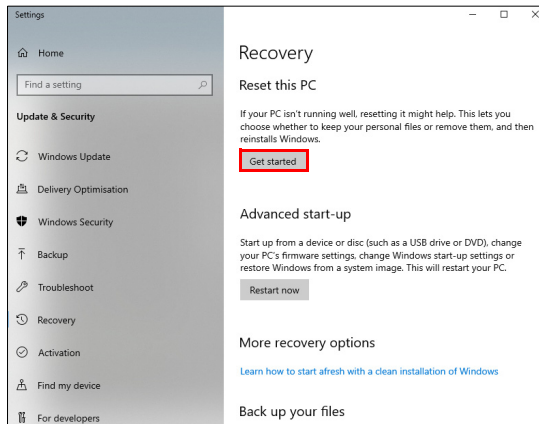 Settings
Home
Find a setting
Update & Security
Windows Update
Delivery Optimisation
Windows Security
Backup
Troubleshoot
Recovery
Activation
Find my device
For developers
Recovery
Reset this PC
If your PC isn't running well, resetting it might help. This lets you
choose whether to keep your personal files or remove them, and then
reinstalls Windows.
Get started
Advanced start-up
Start up from a device or disc (such as a USB drive or DVD), change
your PC's firmware settings, change Windows start-up settings or
restore Windows from a system image. This will restart your PC.
Restart now
More recovery options
Learn how to start afresh with a clean installation of Windows
Back up your files